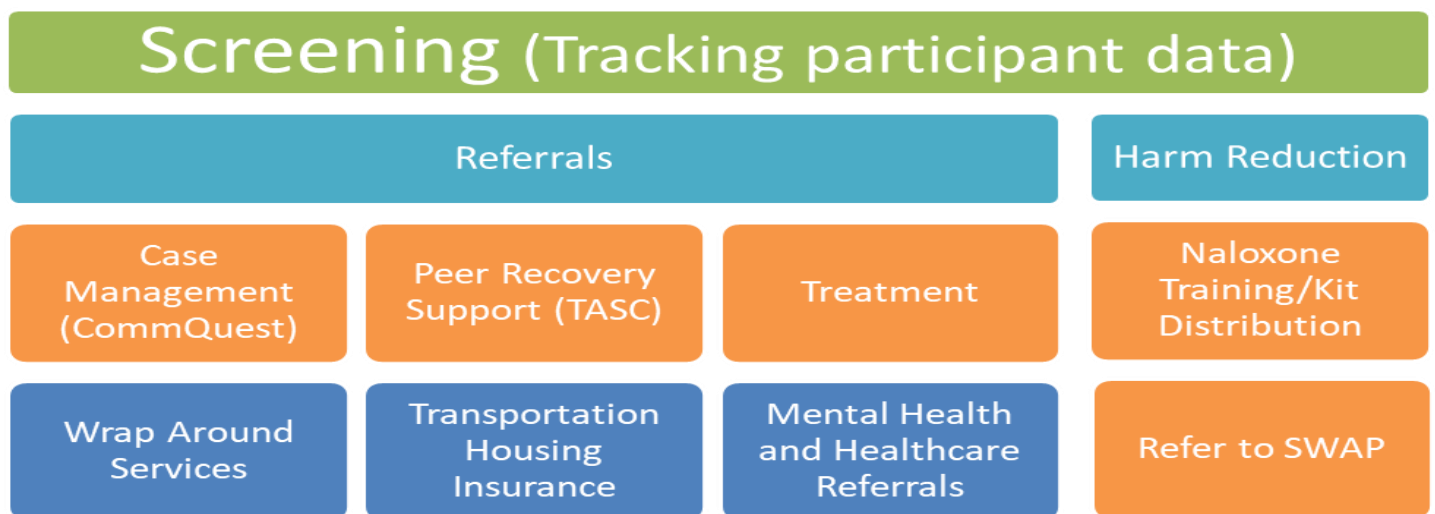 Screening (Tracking participant data)
Referrals
Harm Reduction
Case
Management
(CommQuest)
Peer Recovery
Support (TASC)
Treatment
Naloxone
Training/Kit
Distribution
Wrap Around
Services
Transportation
Housing
Insurance
Mental Health
and Healthcare
Referrals
Refer to SWAP